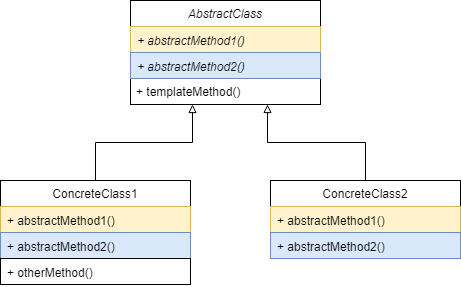 AbstractClass
+ abstractMethod1()
+ abstractMethod2()
+ templateMethod()
ConcreteClass1
+ abstractMethod1()
+ abstractMethod2()
+ otherMethod()
ConcreteClass2
+ abstractMethod1()
+ abstractMethod2()